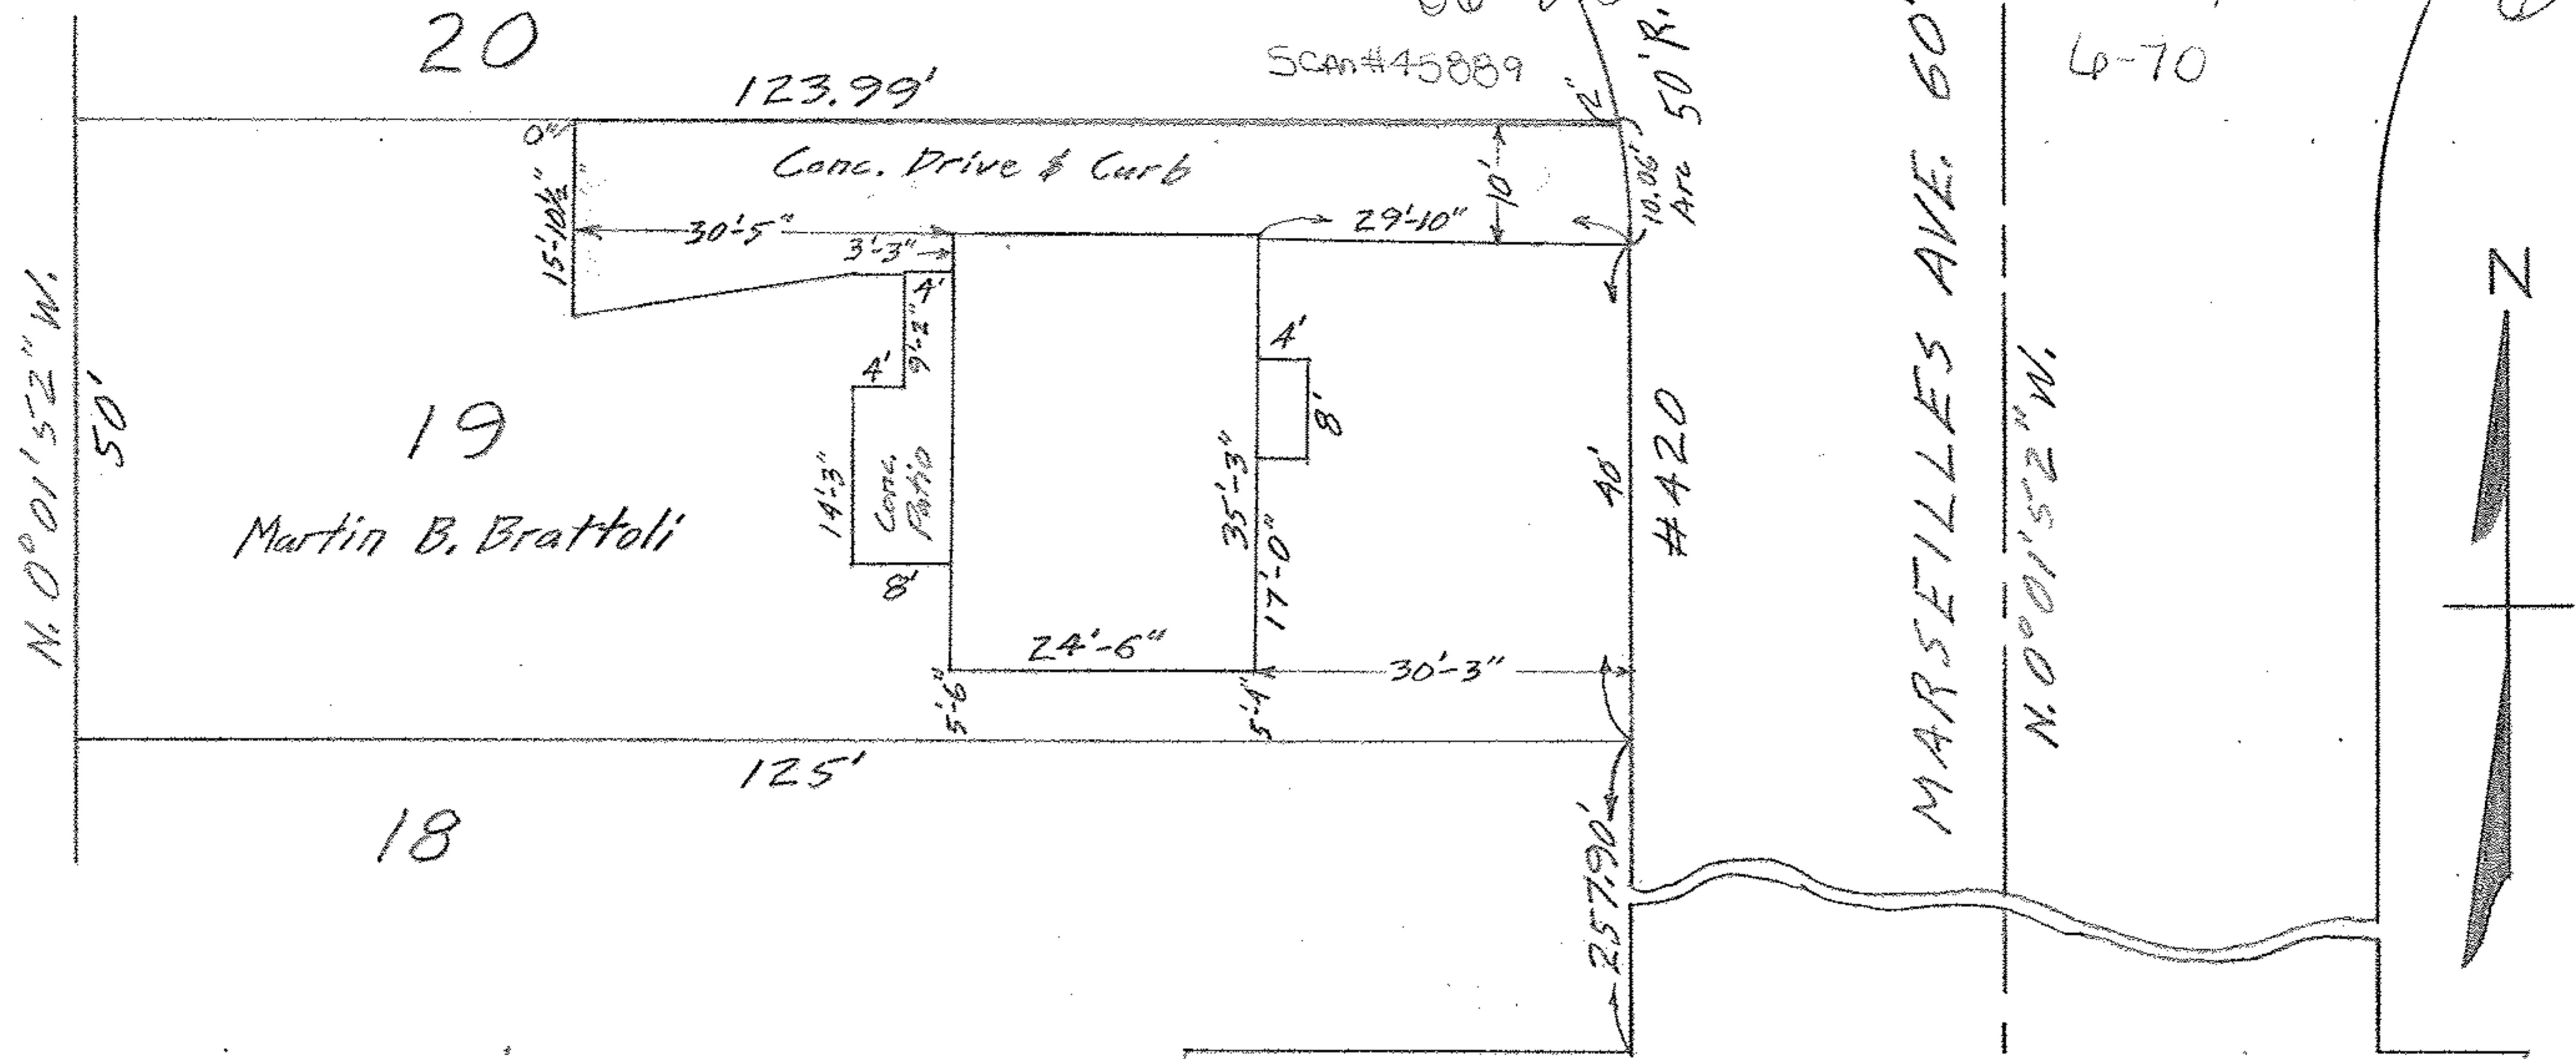 20
SCAN#45889
50'R.
60'
6-70
123.99'
0"
2"
Conc. Drive & Curb
10'
10.06'
Arc
15'-10½"
30'-5"
29'-10"
3'-3"
4'
9'-2"
4'
4'
8'
N. 0° 01' 52" W.
50'
19
Martin B. Brattoli
14'-3"
Conc.
Patio
8'
35'-3"
17'-0"
24'-6"
30'-3"
5'-6"
5'-4"
40'
#420
MARSEILLES AVE.
N. 0° 01' 52" W.
N
125'
18
257.90'